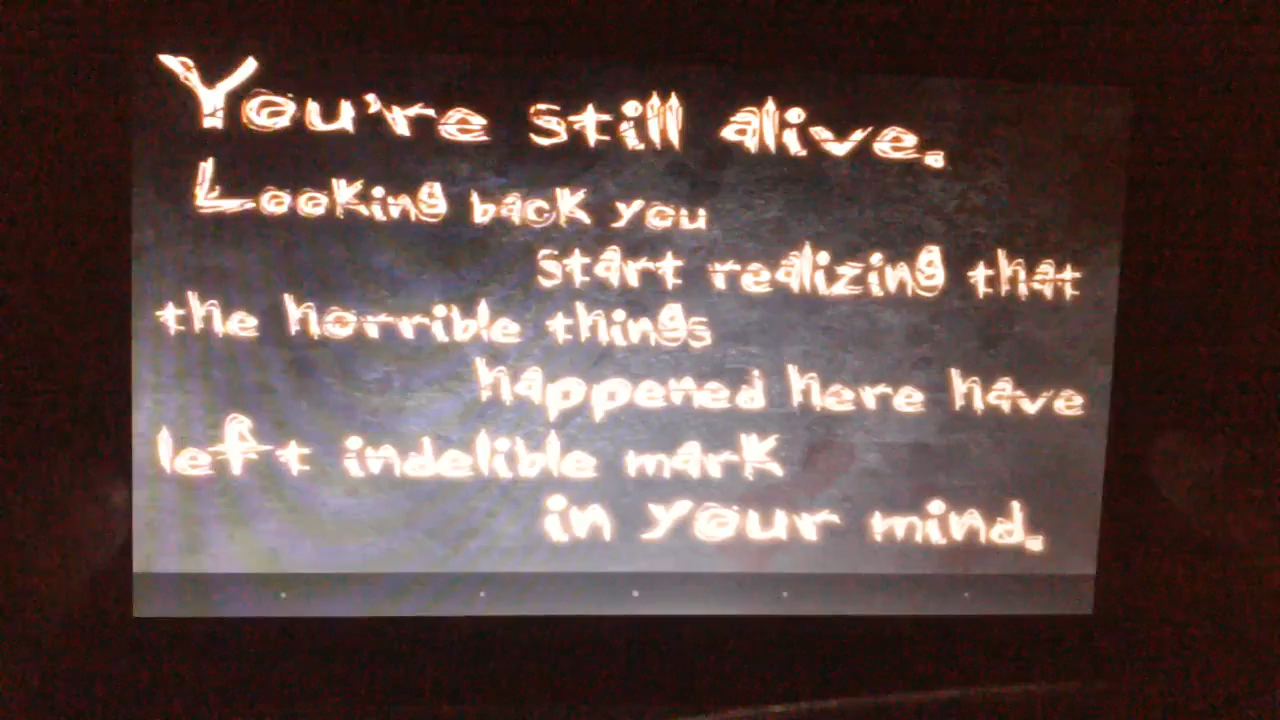 You're still alive.
Looking back you
start realizing that
the horrible things
happened here have
left indelible mark
in your mind.